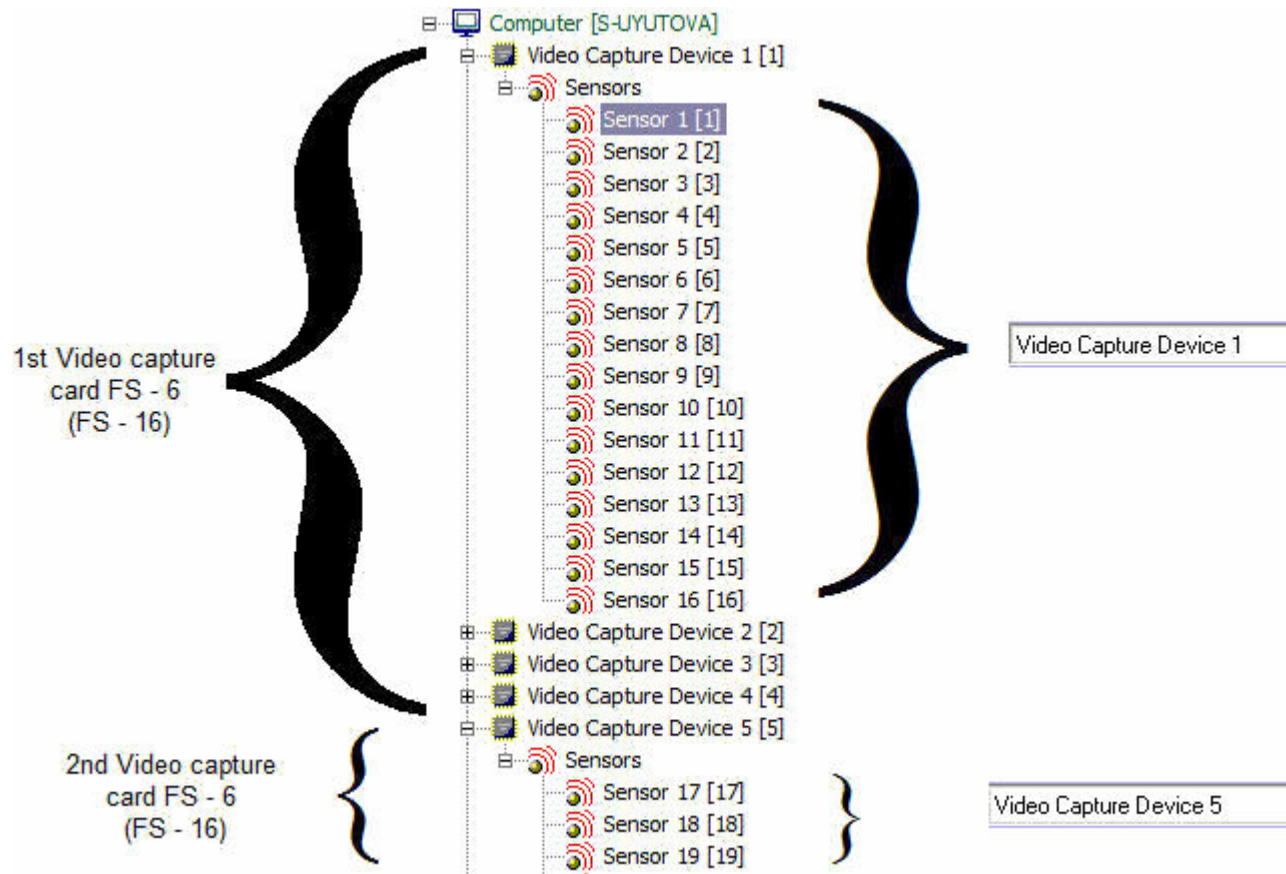 Computer [S-UYUTOVA]
Video Capture Device 1 [1]
Sensors
Sensor 1 [1]
Sensor 2 [2]
Sensor 3 [3]
Sensor 4 [4]
Sensor 5 [5]
Sensor 6 [6]
Sensor 7 [7]
Sensor 8 [8]
Sensor 9 [9]
Sensor 10 [10]
Sensor 11 [11]
Sensor 12 [12]
Sensor 13 [13]
Sensor 14 [14]
Sensor 15 [15]
Sensor 16 [16]
Video Capture Device 2 [2]
Video Capture Device 3 [3]
Video Capture Device 4 [4]
Video Capture Device 5 [5]
Sensors
Sensor 17 [17]
Sensor 18 [18]
Sensor 19 [19]
1st Video capture
card FS - 6
(FS - 16)
2nd Video capture
card FS - 6
(FS - 16)
Video Capture Device 1
Video Capture Device 5